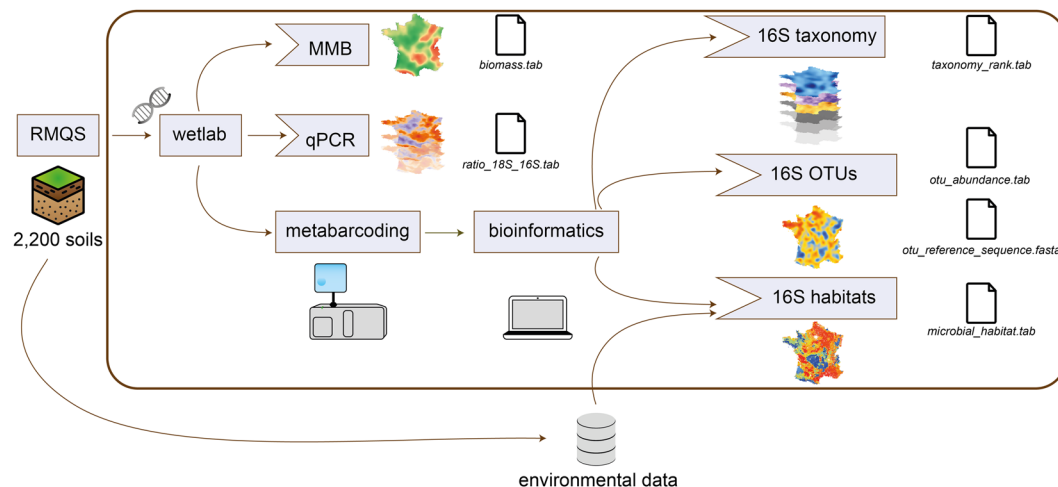 MMB
biomass.tab
16S taxonomy
taxonomy_rank.tab
RMQS
wetlab
qPCR
ratio_18S_16S.tab
16S OTUs
otu_abundance.tab
2,200 soils
metabarcoding
bioinformatics
otu_reference_sequence.fasta
16S habitats
microbial_habitat.tab
environmental data